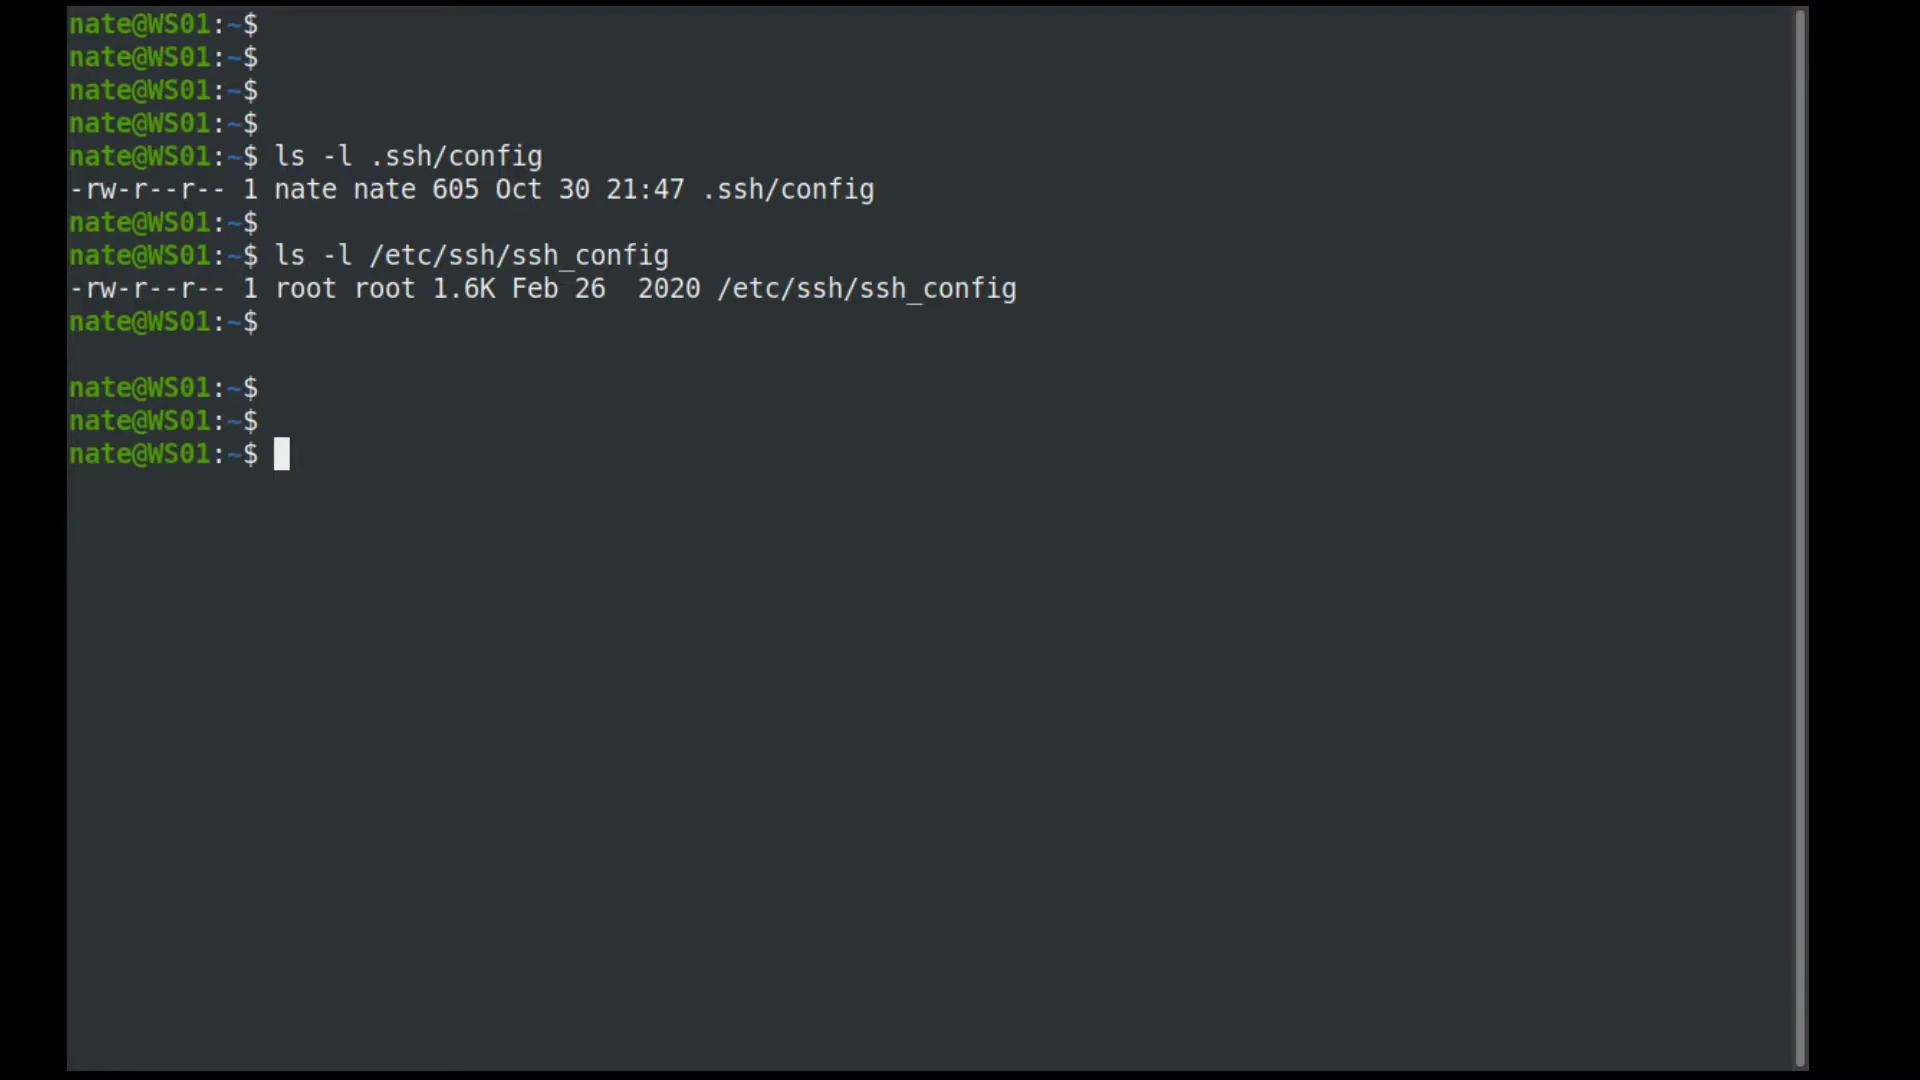 nate@WS01:~$
nate@WS01:~$
nate@WS01:~$
nate@WS01:~$
nate@WS01:~$ ls -l .ssh/config
-rw-r--r-- 1 nate nate 605 Oct 30 21:47 .ssh/config
nate@WS01:~$
nate@WS01:~$ ls -l /etc/ssh/ssh_config
-rw-r--r-- 1 root root 1.6K Feb 26  2020 /etc/ssh/ssh_config
nate@WS01:~$
nate@WS01:~$
nate@WS01:~$
nate@WS01:~$